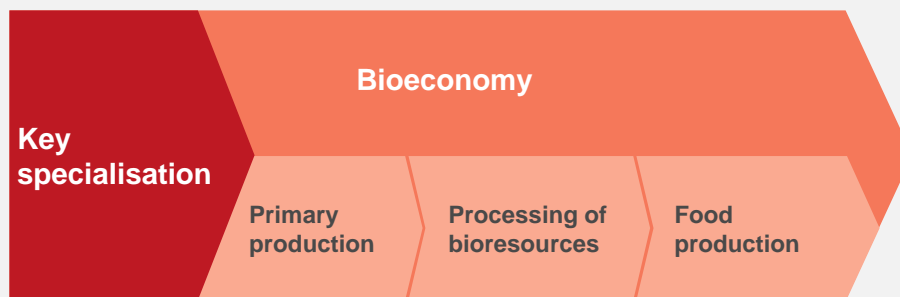 Bioeconomy
Key
specialisation
Primary
production
Processing of
bioresources
Food
production